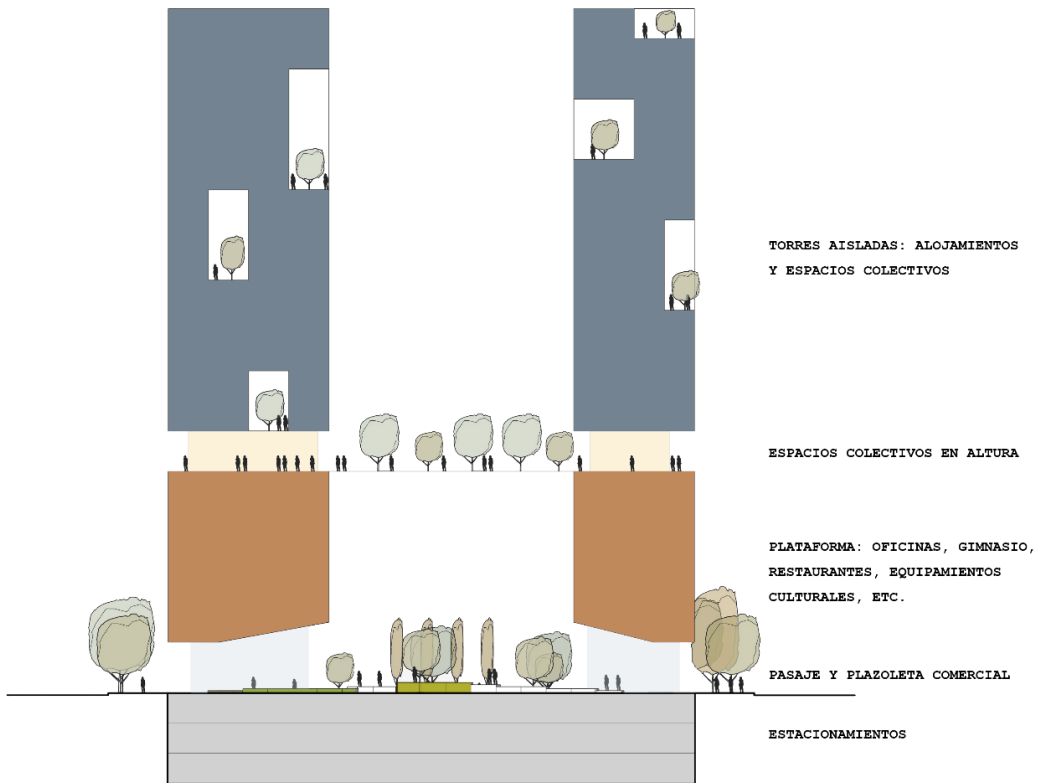 TORRES AISLADAS: ALOJAMIENTOS
Y ESPACIOS COLECTIVOS
ESPACIOS COLECTIVOS EN ALTURA
PLATAFORMA: OFICINAS, GIMNASIO,
RESTAURANTES, EQUIPAMIENTOS
CULTURALES, ETC.
PASAJE Y PLAZOLETA COMERCIAL
ESTACIONAMIENTOS